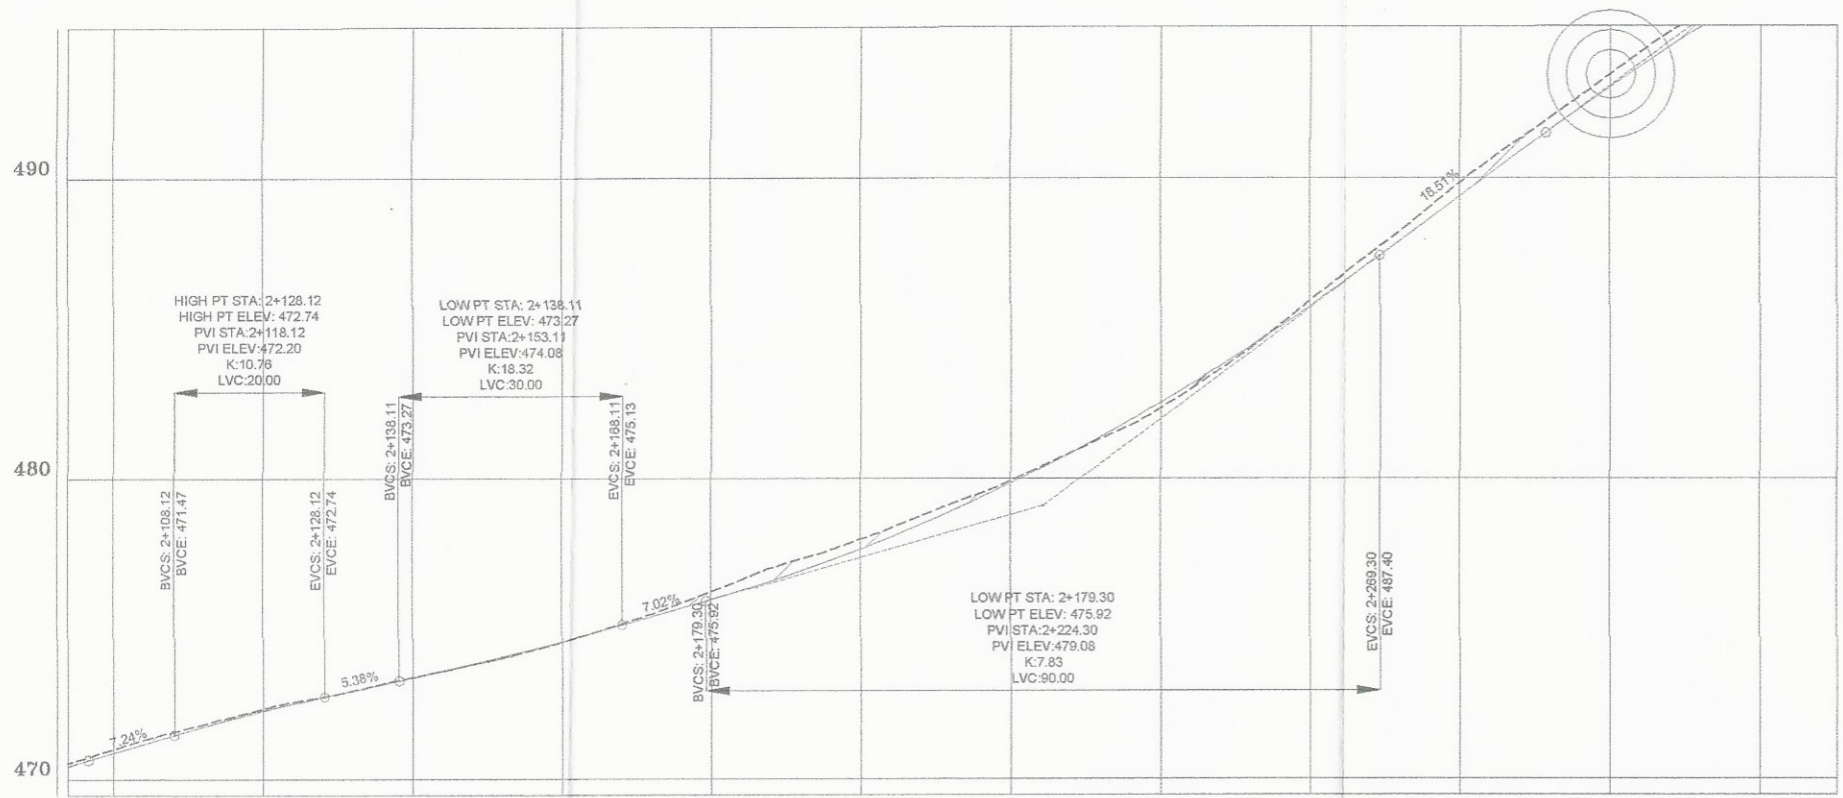 490
480
470
HIGH PT STA: 2+128.12
HIGH PT ELEV: 472.74
PVI STA:2+118.12
PVI ELEV:472.20
K:10.76
LVC:20.00
LOW PT STA: 2+138.11
LOW PT ELEV: 473.27
PVI STA:2+153.11
PVI ELEV:474.08
K:18.32
LVC:30.00
BVCS: 2+108.12
BVCE: 471.47
EVCS: 2+128.12
EVCE: 472.74
BVCS: 2+138.11
BVCE: 473.27
EVCS: 2+168.11
EVCE: 475.13
BVCS: 2+179.30
BVCE: 475.92
LOW PT STA: 2+179.30
LOW PT ELEV: 475.92
PVI STA:2+224.30
PVI ELEV:479.08
K:7.83
LVC:90.00
EVCS: 2+269.30
EVCE: 487.40
7.24%
5.38%
7.02%
18.51%